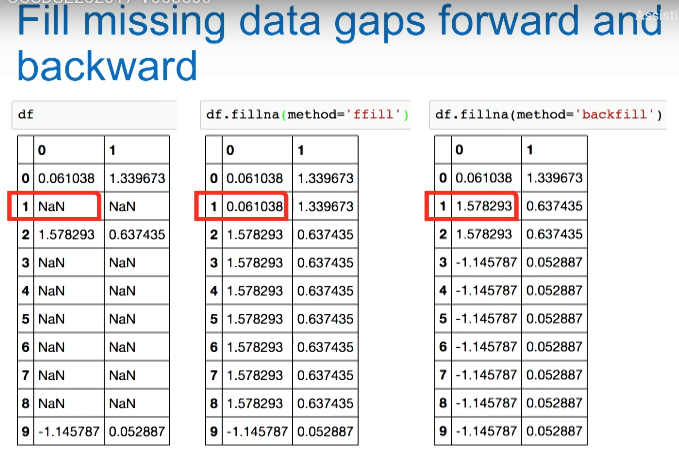 Fill missing data gaps forward and
backward
df
0 1
0 0.061038 1.339673
1 NaN NaN
2 1.578293 0.637435
3 NaN NaN
4 NaN NaN
5 NaN NaN
6 NaN NaN
7 NaN NaN
8 NaN NaN
9 -1.145787 0.052887
df.fillna(method='ffill')
0 1
0 0.061038 1.339673
1 0.061038 1.339673
2 1.578293 0.637435
3 1.578293 0.637435
4 1.578293 0.637435
5 1.578293 0.637435
6 1.578293 0.637435
7 1.578293 0.637435
8 1.578293 0.637435
9 -1.145787 0.052887
df.fillna(method='backfill')
0 1
0 0.061038 1.339673
1 1.578293 0.637435
2 1.578293 0.637435
3 -1.145787 0.052887
4 -1.145787 0.052887
5 -1.145787 0.052887
6 -1.145787 0.052887
7 -1.145787 0.052887
8 -1.145787 0.052887
9 -1.145787 0.052887